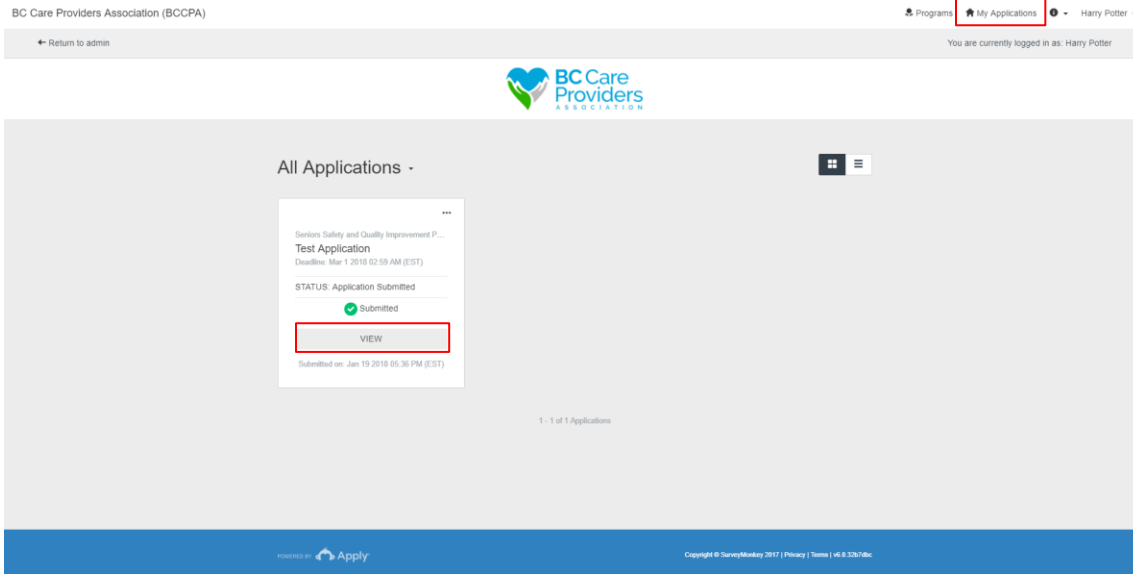 BC Care Providers Association (BCCPA)
Programs My Applications Harry Potter
Return to admin You are currently logged in as: Harry Potter
BC Care
Providers
ASSOCIATION
All Applications
Seniors Safety and Quality Improvement P...
Test Application
Deadline: Mar 1 2018 02:59 AM (EST)
STATUS: Application Submitted
Submitted
VIEW
Submitted on: Jan 19 2018 05:36 PM (EST)
1 - 1 of 1 Applications
POWERED BY Apply
Copyright © SurveyMonkey 2017 | Privacy | Terms | v6.0.32b7dbc